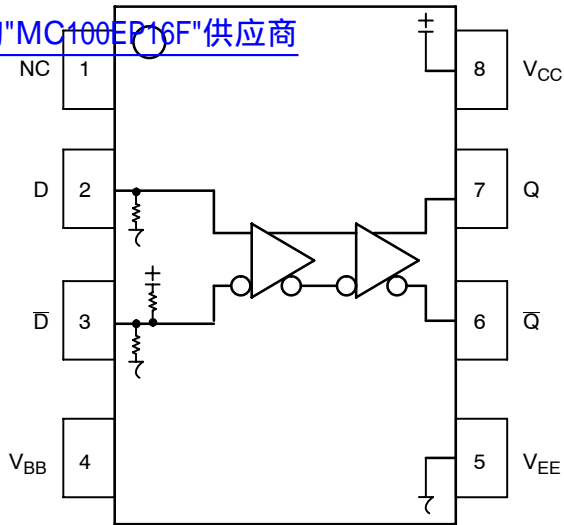 "MC100EP16F"供应商
NC 1
8 VCC
D 2
7 Q
D̅ 3
6 Q̅
VBB 4
5 VEE